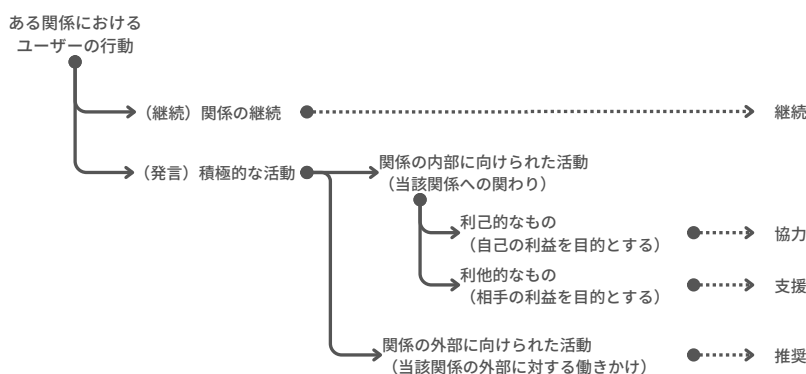 ある関係における
ユーザーの行動
（継続）関係の継続
継続
（発言）積極的な活動
関係の内部に向けられた活動
（当該関係への関わり）
利己的なもの
（自己の利益を目的とする）
協力
利他的なもの
（相手の利益を目的とする）
支援
関係の外部に向けられた活動
（当該関係の外部に対する働きかけ）
推奨